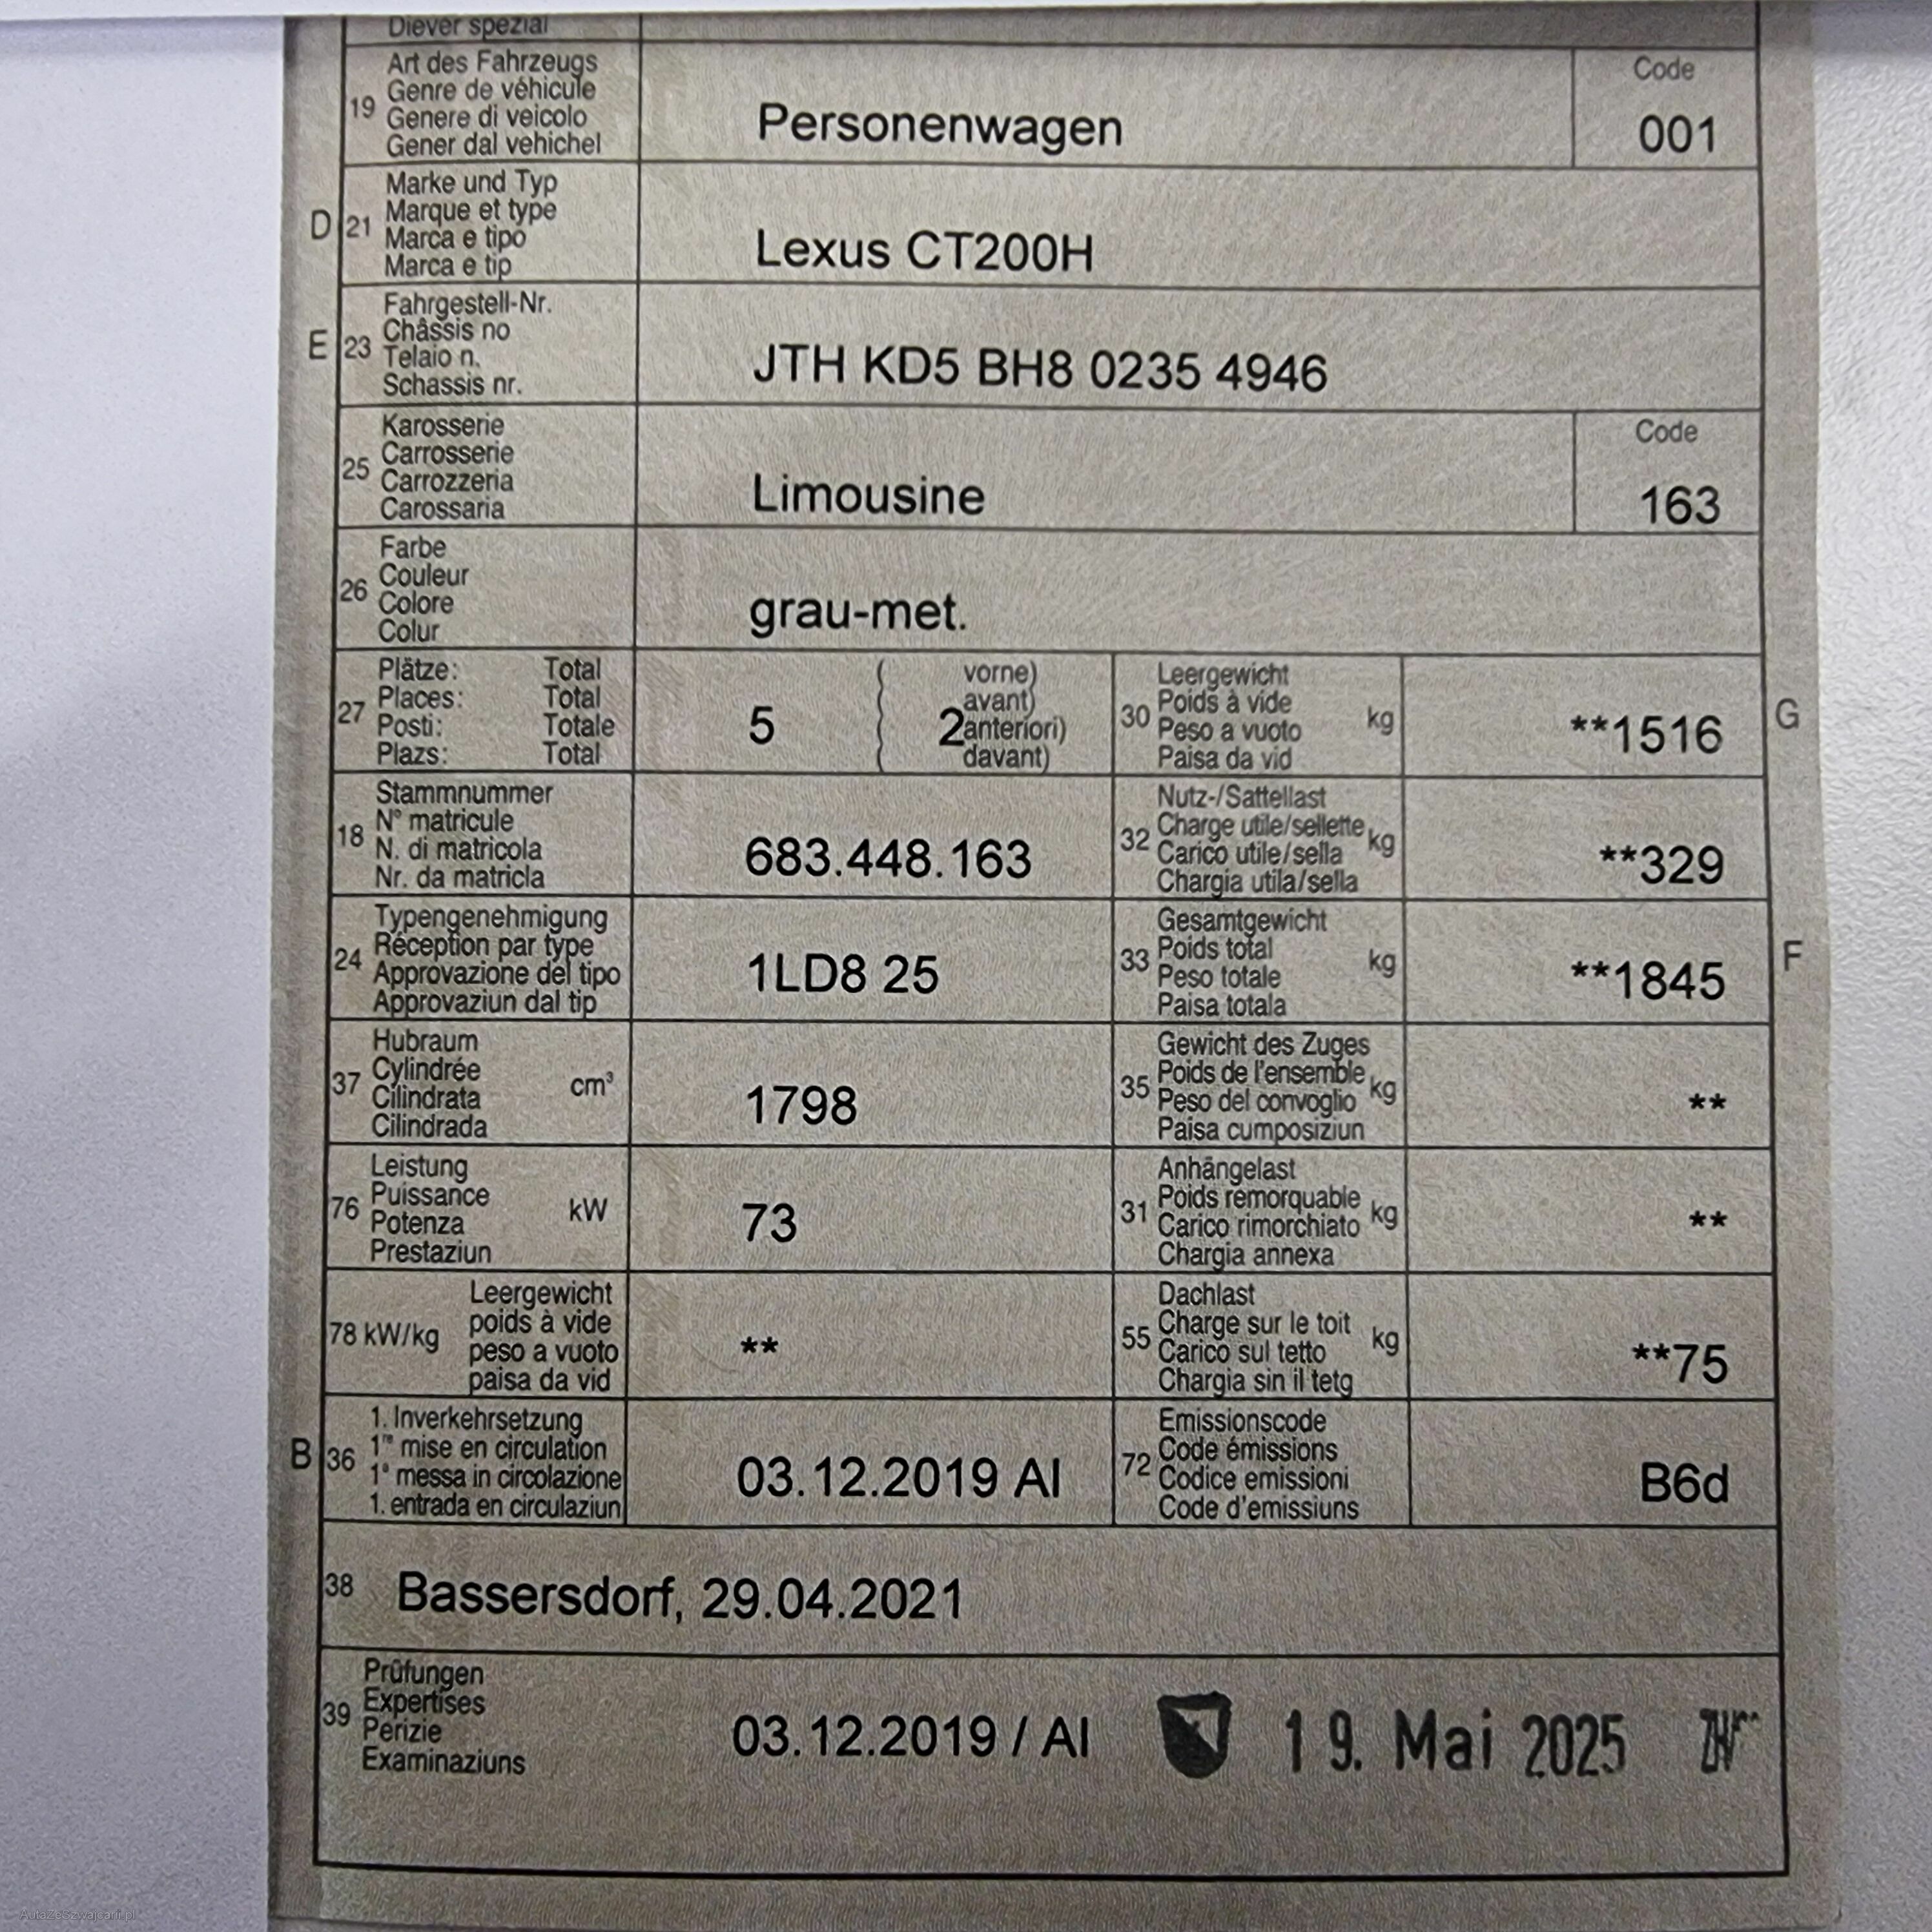 Diever spezial
Art des Fahrzeugs
Genre de véhicule
19 Genere di veicolo
Gener dal vehichel
Personenwagen
Code
001
Marke und Typ
D 21 Marque et type
Marca e tipo
Marca e tip
Lexus CT200H
Fahrgestell-Nr.
E 23 Châssis no
Telaio n.
Schassis nr.
JTH KD5 BH8 0235 4946
Karosserie
Carrosserie
25 Carrozzeria
Carossaria
Limousine
Code
163
Farbe
Couleur
26 Colore
Colur
grau-met.
Plätze: Total
Places: Total
27 Posti: Totale
Plazs: Total
5
vorne)
avant)
2 anteriori)
davant)
Leergewicht
30 Poids à vide kg
Peso a vuoto
Paisa da vid
**1516
G
Stammnummer
18 N° matricule
N. di matricola
Nr. da matricla
683.448.163
Nutz-/Sattellast
32 Charge utile/sellette kg
Carico utile/sella
Chargia utila/sella
**329
Typengenehmigung
24 Réception par type
Approvazione del tipo
Approvaziun dal tip
1LD8 25
Gesamtgewicht
33 Poids total kg
Peso totale
Paisa totala
**1845
F
Hubraum
37 Cylindrée cm³
Cilindrata
Cilindrada
1798
Gewicht des Zuges
35 Poids de l'ensemble kg
Peso del convoglio
Paisa cumposiziun
**
Leistung
76 Puissance kW
Potenza
Prestaziun
73
Anhängelast
31 Poids remorquable kg
Carico rimorchiato
Chargia annexa
**
Leergewicht
78 kW/kg poids à vide
peso a vuoto
paisa da vid
**
Dachlast
55 Charge sur le toit kg
Carico sul tetto
Chargia sin il tetg
**75
1. Inverkehrsetzung
B 36 1re mise en circulation
1a messa in circolazione
1. entrada en circulaziun
03.12.2019 AI
Emissionscode
72 Code émissions
Codice emissioni
Code d'emissiuns
B6d
38 Bassersdorf, 29.04.2021
Prüfungen
39 Expertises
Perizie
Examinaziuns
03.12.2019 / AI
19. Mai 2025
AutaZeSzwajcarii.pl